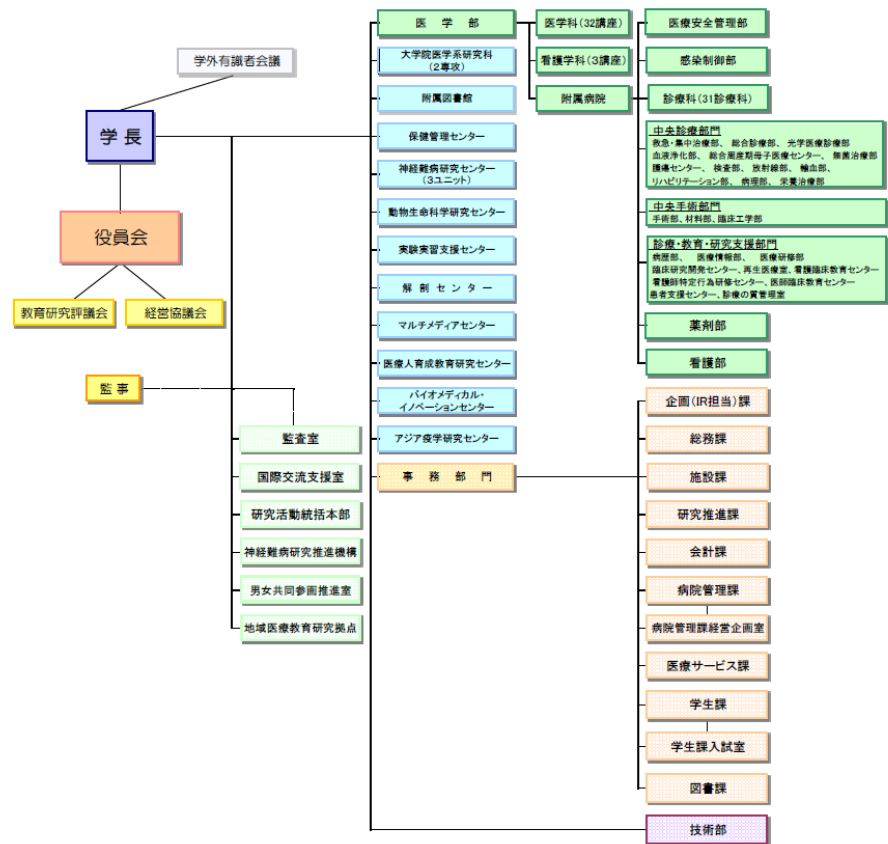 学外有識者会議
学長
役員会
教育研究評議会
経営協議会
監事
監査室
国際交流支援室
研究活動統括本部
神経難病研究推進機構
男女共同参画推進室
地域医療教育研究拠点
医学部
大学院医学系研究科
(2専攻)
附属図書館
保健管理センター
神経難病研究センター
(3ユニット)
動物生命科学研究センター
実験実習支援センター
解剖センター
マルチメディアセンター
医療人育成教育研究センター
バイオメディカル・
イノベーションセンター
アジア疫学研究センター
事務部門
医学科(32講座)
看護学科(3講座)
附属病院
医療安全管理部
感染制御部
診療科(31診療科)
中央診療部門
救急・集中治療部、 総合診療部、 光学医療診療部
血液浄化部、 総合周産期母子医療センター、 無菌治療部
腫瘍センター、 検査部、 放射線部、 輸血部、
リハビリテーション部、 病理部、 栄養治療部
中央手術部門
手術部、材料部、臨床工学部
診療・教育・研究支援部門
病歴部、 医療情報部、 医療研修部
臨床研究開発センター、再生医療室、看護臨床教育センター
看護師特定行為研修センター、医師臨床教育センター
患者支援センター、診療の質管理室
薬剤部
看護部
企画(IR担当)課
総務課
施設課
研究推進課
会計課
病院管理課
病院管理課経営企画室
医療サービス課
学生課
学生課入試室
図書課
技術部